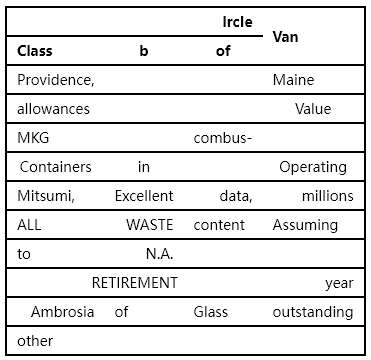 Ircle
Van
Class b of
Providence, Maine
allowances Value
MKG combus-
Containers in Operating
Mitsumi, Excellent data, millions
ALL WASTE content Assuming
to N.A.
RETIREMENT year
Ambrosia of Glass outstanding
other